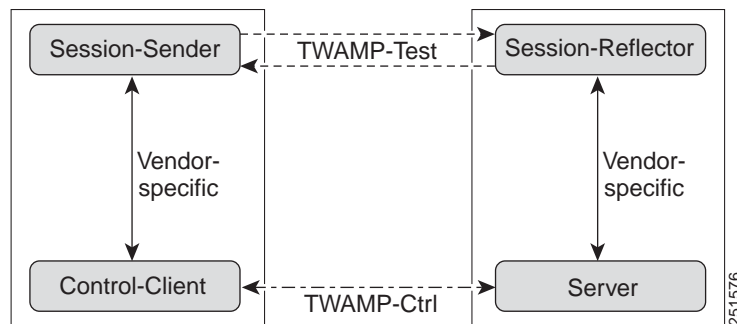 Session-Sender
TWAMP-Test
Session-Reflector
Vendor-
specific
Vendor-
specific
Control-Client
TWAMP-Ctrl
Server
251576